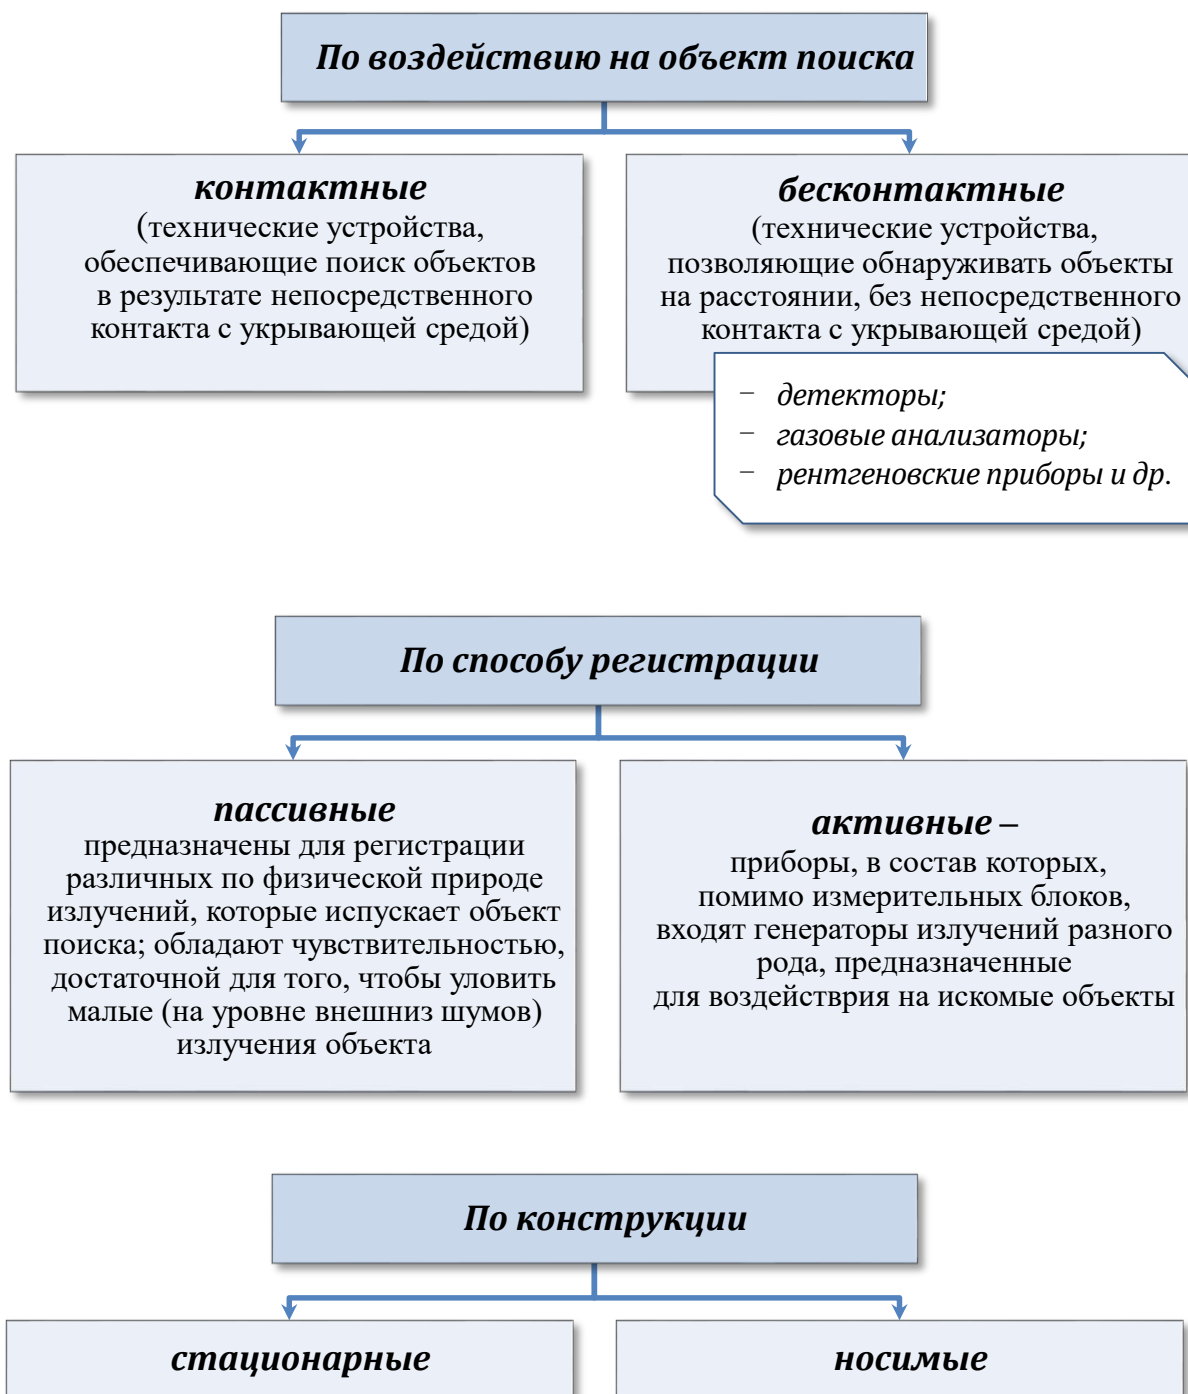 По воздействию на объект поиска
контактные
(технические устройства,
обеспечивающие поиск объектов
в результате непосредственного
контакта с укрывающей средой)
бесконтактные
(технические устройства,
позволяющие обнаруживать объекты
на расстоянии, без непосредственного
контакта с укрывающей средой)
− детекторы;
− газовые анализаторы;
− рентгеновские приборы и др.
По способу регистрации
пассивные
предназначены для регистрации
различных по физической природе
излучений, которые испускает объект
поиска; обладают чувствительностью,
достаточной для того, чтобы уловить
малые (на уровне внешниз шумов)
излучения объекта
активные –
приборы, в состав которых,
помимо измерительных блоков,
входят генераторы излучений разного
рода, предназначенные
для воздействрия на искомые объекты
По конструкции
стационарные
носимые